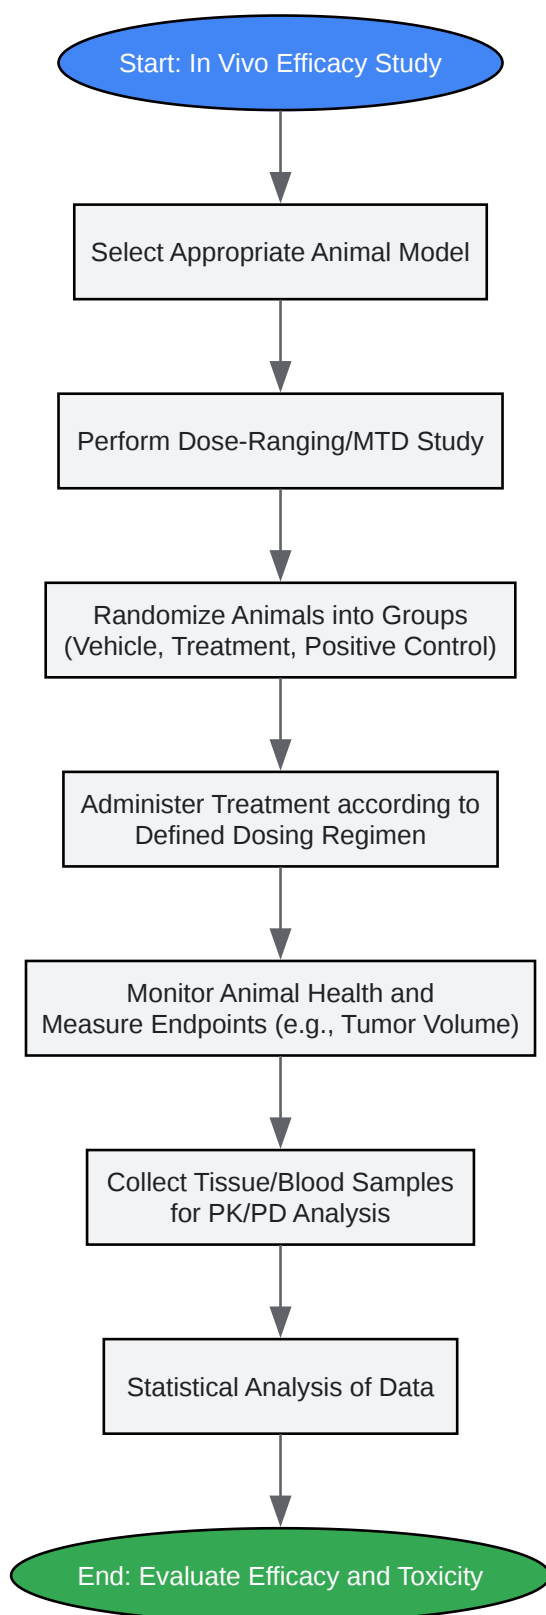 Start: In Vivo Efficacy Study
Select Appropriate Animal Model
Perform Dose-Ranging/MTD Study
Randomize Animals into Groups
(Vehicle, Treatment, Positive Control)
Administer Treatment according to
Defined Dosing Regimen
Monitor Animal Health and
Measure Endpoints (e.g., Tumor Volume)
Collect Tissue/Blood Samples
for PK/PD Analysis
Statistical Analysis of Data
End: Evaluate Efficacy and Toxicity